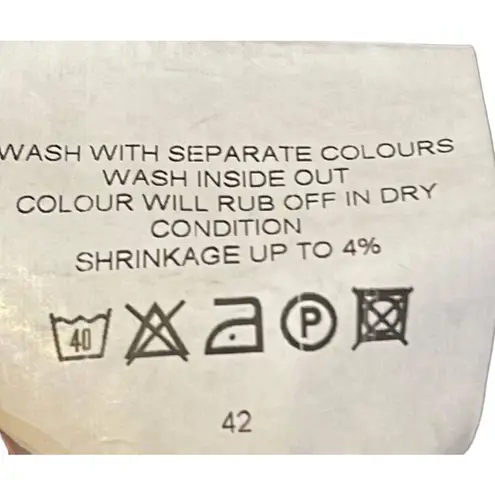 WASH WITH SEPARATE COLOURS
WASH INSIDE OUT
COLOUR WILL RUB OFF IN DRY
CONDITION
SHRINKAGE UP TO 4%
40 P
42